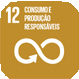 12 CONSUMO E
PRODUÇÃO
RESPONSÁVEIS